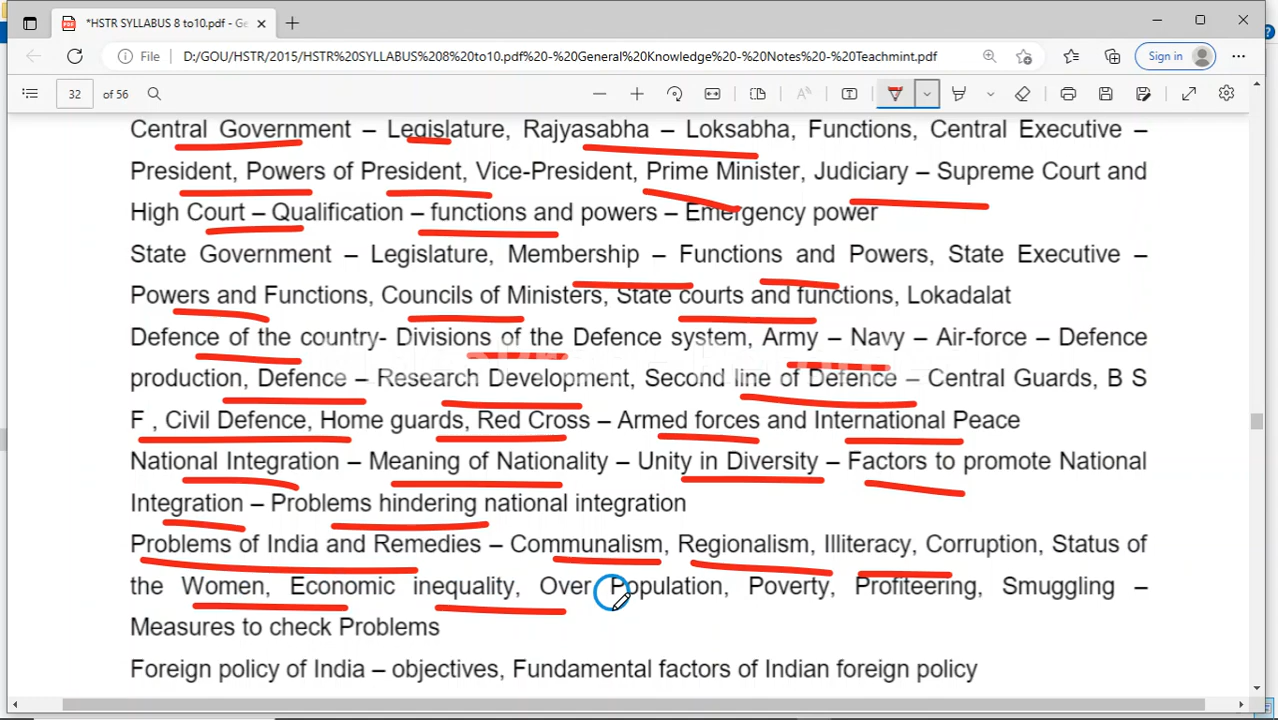 *HSTR SYLLABUS 8 to10.pdf - Ge
File
D:/GOU/HSTR/2015/HSTR%20SYLLABUS%208%20to10.pdf%20-%20General%20Knowledge%20-%20Notes%20-%20Teachmint.pdf
Sign in
32 of 56
Central Government – Legislature, Rajyasabha – Loksabha, Functions, Central Executive –
President, Powers of President, Vice-President, Prime Minister, Judiciary – Supreme Court and
High Court – Qualification – functions and powers – Emergency power
State Government – Legislature, Membership – Functions and Powers, State Executive –
Powers and Functions, Councils of Ministers, State courts and functions, Lokadalat
Defence of the country- Divisions of the Defence system, Army – Navy – Air-force – Defence
production, Defence – Research Development, Second line of Defence – Central Guards, B S
F , Civil Defence, Home guards, Red Cross – Armed forces and International Peace
National Integration – Meaning of Nationality – Unity in Diversity – Factors to promote National
Integration – Problems hindering national integration
Problems of India and Remedies – Communalism, Regionalism, Illiteracy, Corruption, Status of
the Women, Economic inequality, Over Population, Poverty, Profiteering, Smuggling –
Measures to check Problems
Foreign policy of India – objectives, Fundamental factors of Indian foreign policy